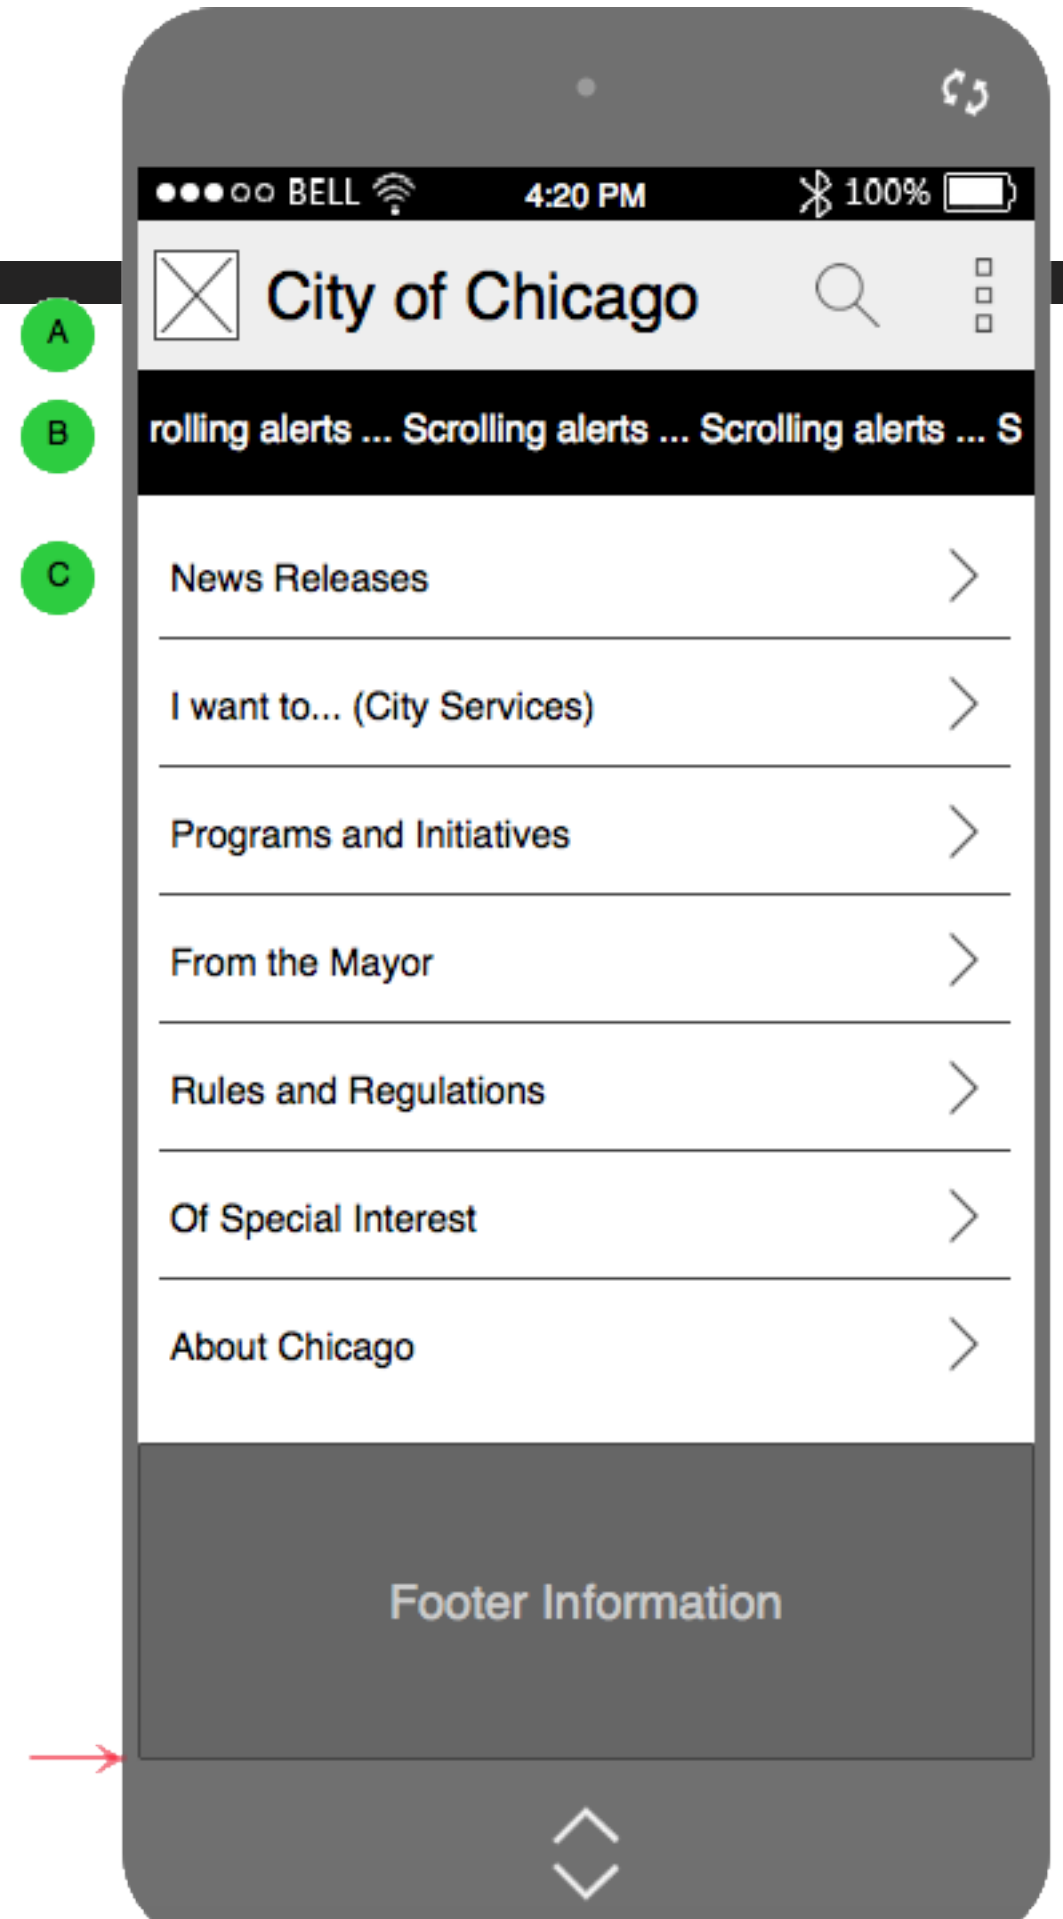 BELL 4:20 PM 100%
City of Chicago
A
B
rolling alerts ... Scrolling alerts ... Scrolling alerts ... S
C
News Releases
I want to... (City Services)
Programs and Initiatives
From the Mayor
Rules and Regulations
Of Special Interest
About Chicago
Footer Information